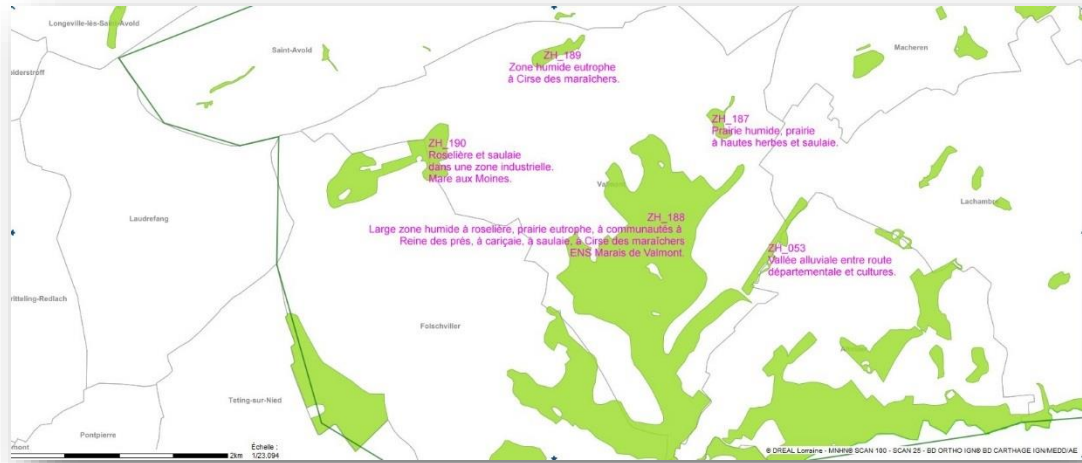 Longeville-lès-Saint-Avold
Saint-Avold
Macheren
ZH_189
Zone humide eutrophe
à Cirse des maraîchers.
ZH_187
Prairie humide, prairie
à hautes herbes et saulaie.
ZH_190
Roselière et saulaie
dans une zone industrielle.
Mare aux Moines.
Valmont
Lachambre
Laudrefang
ZH_188
Large zone humide à roselière, prairie eutrophe, à communautés à
Reine des près, à cariçaie, à saulaie, à Cirse des maraîchers
ENS Marais de Valmont.
ZH_053
Vallée alluviale entre route
départementale et cultures.
Folschviller
Teting-sur-Nied
Pontpierre
2km
Échelle :
1/23.094
© DREAL Lorraine - MNHN® SCAN 100 - SCAN 25 - BD ORTHO IGN® BD CARTHAGE IGN/MEDD/AE